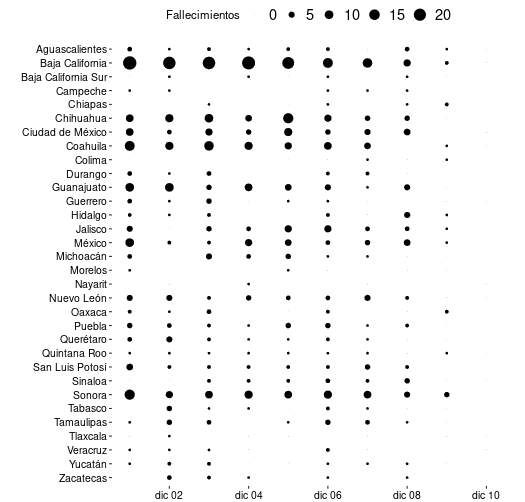 Fallecimientos 0 5 10 15 20
Aguascalientes
Baja California
Baja California Sur
Campeche
Chiapas
Chihuahua
Ciudad de México
Coahuila
Colima
Durango
Guanajuato
Guerrero
Hidalgo
Jalisco
México
Michoacán
Morelos
Nayarit
Nuevo León
Oaxaca
Puebla
Querétaro
Quintana Roo
San Luis Potosí
Sinaloa
Sonora
Tabasco
Tamaulipas
Tlaxcala
Veracruz
Yucatán
Zacatecas
dic 02 dic 04 dic 06 dic 08 dic 10